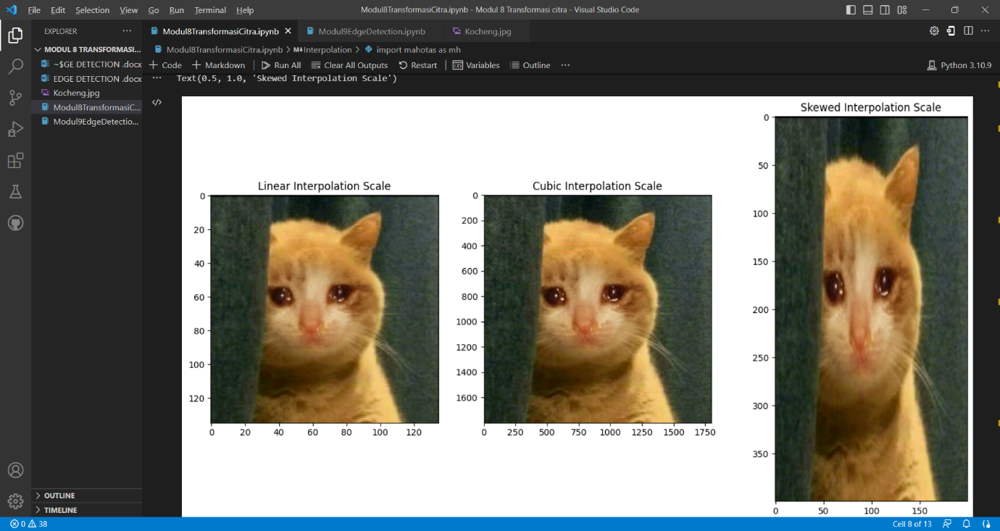 File Edit Selection View Go Run Terminal Help
Modul8TransformasiCitra.ipynb - Modul 8 Transformasi citra - Visual Studio Code
EXPLORER
MODUL 8 TRANSFORMASI...
~$GE DETECTION .docx
EDGE DETECTION .docx
Kocheng.jpg
Modul8TransformasiC...
Modul9EdgeDetectio...
OUTLINE
TIMELINE
Modul8TransformasiCitra.ipynb Modul9EdgeDetection.ipynb Kocheng.jpg
Modul8TransformasiCitra.ipynb > M↓Interpolation > import mahotas as mh
+ Code + Markdown Run All Clear All Outputs Restart Variables Outline ... Python 3.10.9
Text(0.5, 1.0, 'Skewed Interpolation Scale')
Linear Interpolation Scale
0
20
40
60
80
100
120
0 20 40 60 80 100 120
Cubic Interpolation Scale
0
200
400
600
800
1000
1200
1400
1600
0 250 500 750 1000 1250 1500 1750
Skewed Interpolation Scale
0
50
100
150
200
250
300
350
0 50 100 150
0 38
Cell 8 of 13